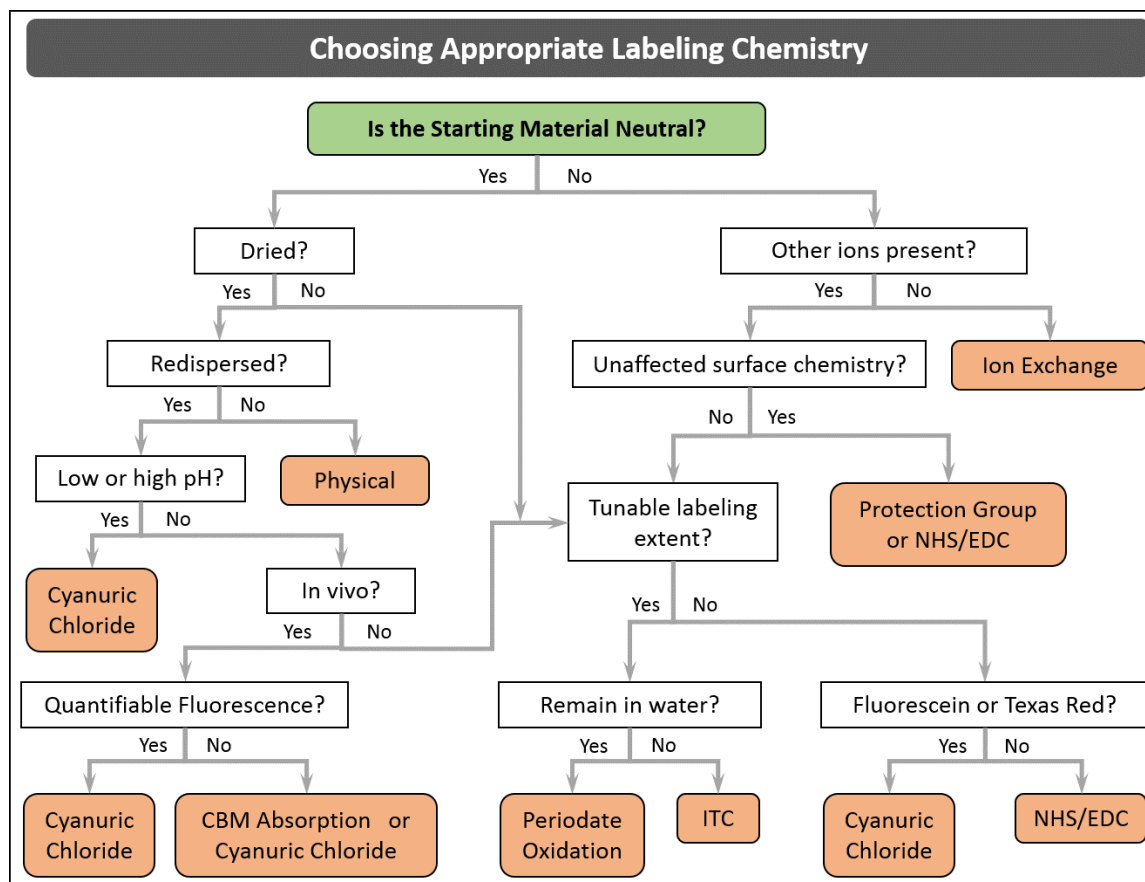 Choosing Appropriate Labeling Chemistry
Is the Starting Material Neutral?
Yes No
Dried?
Other ions present?
Yes No
Yes No
Redispersed?
Unaffected surface chemistry?
Ion Exchange
Yes No
No Yes
Low or high pH?
Physical
Tunable labeling
extent?
Protection Group
or NHS/EDC
Yes No
Cyanuric
Chloride
In vivo?
Yes No
Yes No
Quantifiable Fluorescence?
Remain in water?
Fluorescein or Texas Red?
Yes No
Yes No
Yes No
Cyanuric
Chloride
CBM Absorption or
Cyanuric Chloride
Periodate
Oxidation
ITC
Cyanuric
Chloride
NHS/EDC